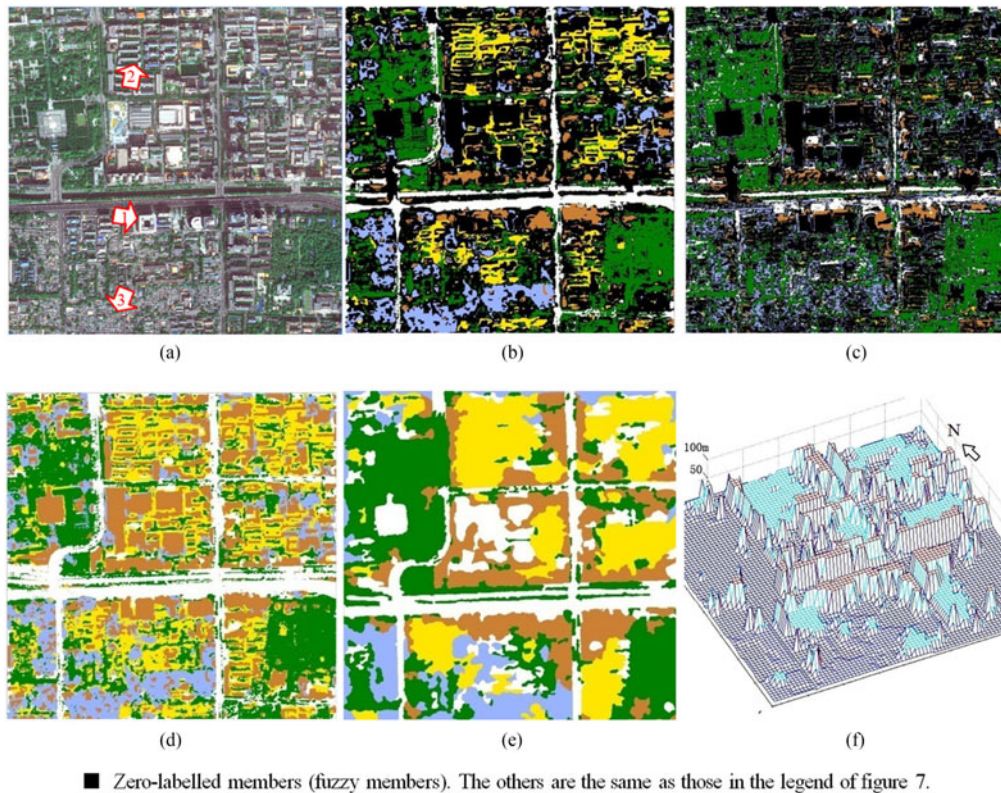 2
1
3
(a)
(b)
(c)
100m
50
N
(d)
(e)
(f)
Zero-labelled members (fuzzy members). The others are the same as those in the legend of figure 7.